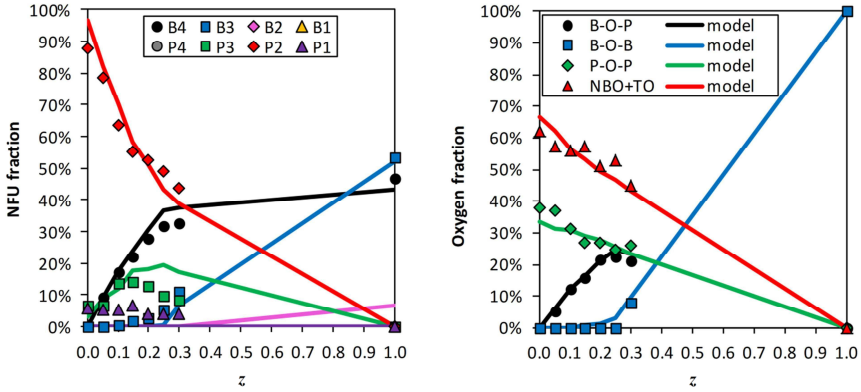 B4 B3 B2 B1
P4 P3 P2 P1
100%
90%
80%
70%
60%
50%
40%
30%
20%
10%
0%
NFU fraction
0.0 0.1 0.2 0.3 0.4 0.5 0.6 0.7 0.8 0.9 1.0
z
B-O-P model
B-O-B model
P-O-P model
NBO+TO model
100%
90%
80%
70%
60%
50%
40%
30%
20%
10%
0%
Oxygen fraction
0.0 0.1 0.2 0.3 0.4 0.5 0.6 0.7 0.8 0.9 1.0
z